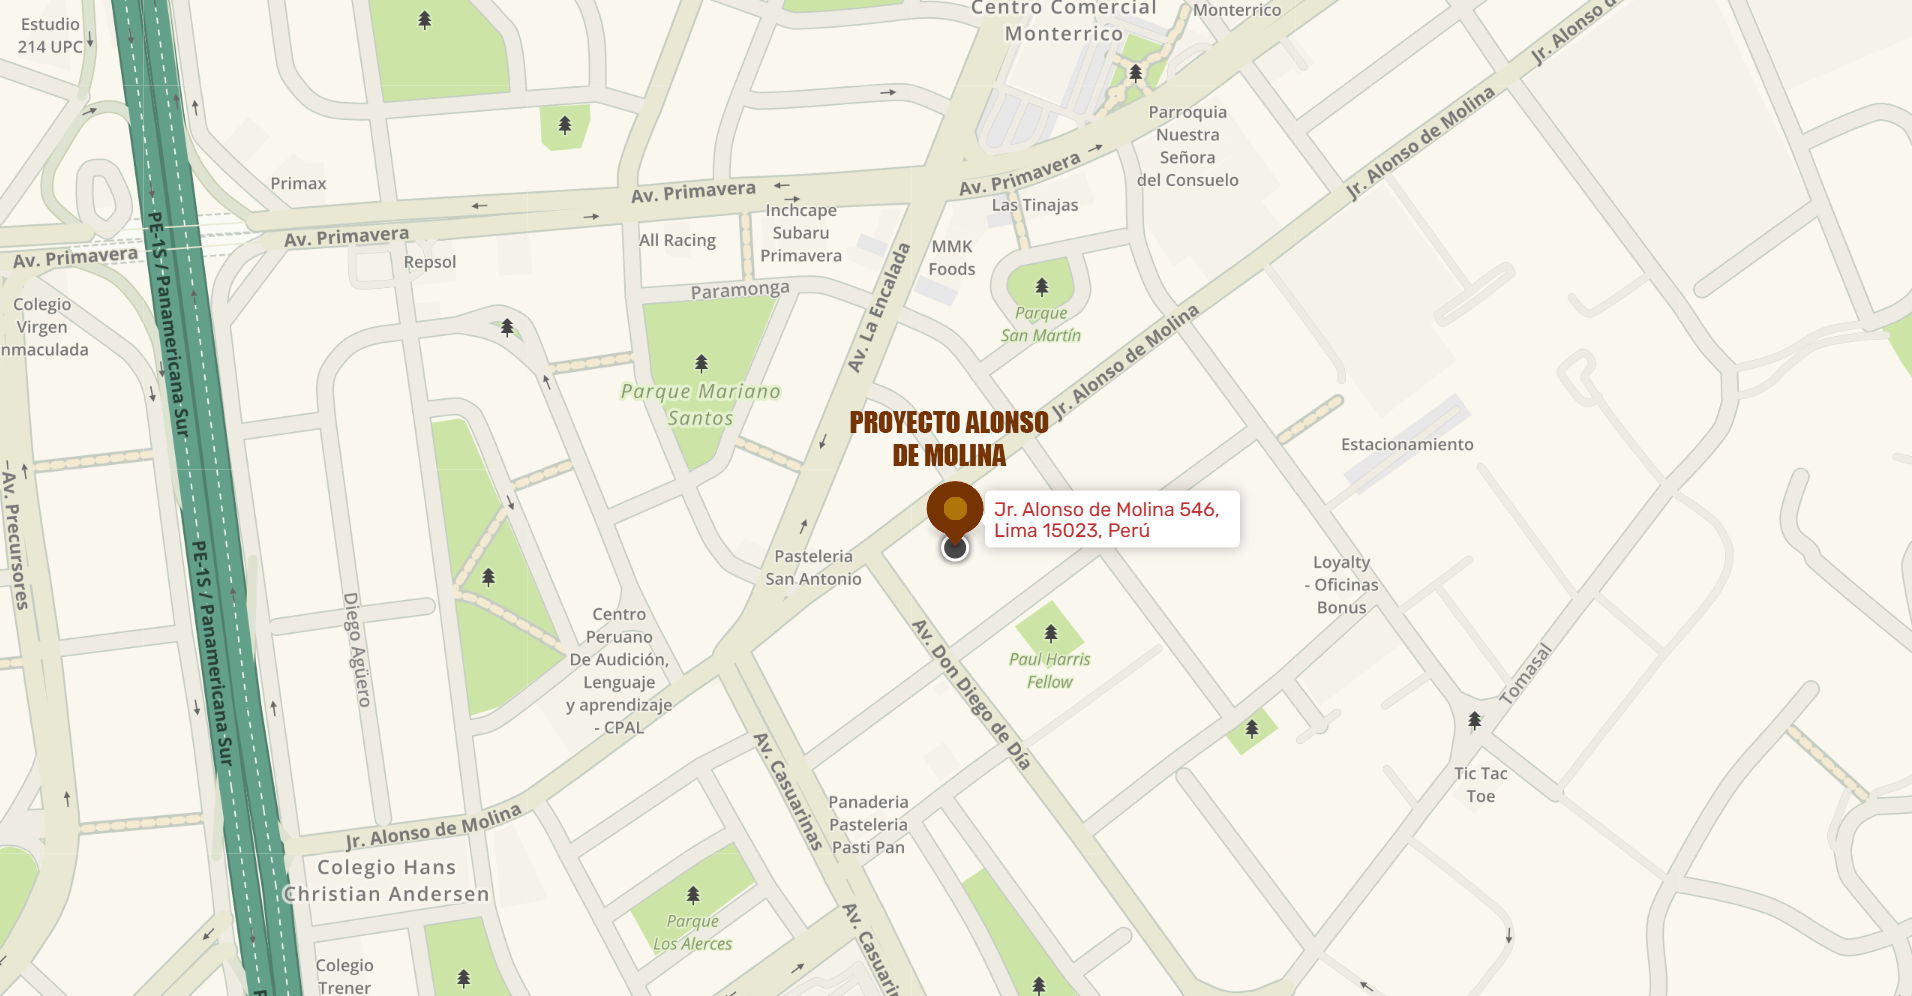 Estudio
214 UPC
Centro Comercial
Monterrico
Monterrico
Jr. Alonso d
Jr. Alonso de Molina
Parroquia
Nuestra
Señora
del Consuelo
Primax
Av. Primavera
Av. Primavera
Las Tinajas
Inchcape
Subaru
Primavera
All Racing
MMK
Foods
Av. Primavera
Av. Primavera
Repsol
PE-1S / Panamericana Sur
Paramonga
Av. La Encalada
Colegio
Virgen
nmaculada
Parque
San Martín
Jr. Alonso de Molina
Parque Mariano
Santos
PROYECTO ALONSO
DE MOLINA
Estacionamiento
Jr. Alonso de Molina 546,
Lima 15023, Perú
Av. Precursores
PE-1S / Panamericana Sur
Pasteleria
San Antonio
Loyalty
- Oficinas
Bonus
Diego Agüero
Centro
Peruano
De Audición,
Lenguaje
y aprendizaje
- CPAL
Av. Don Diego de Día
Paul Harris
Fellow
Tomasal
Av. Casuarinas
Tic Tac
Toe
Panaderia
Pasteleria
Pasti Pan
Jr. Alonso de Molina
Colegio Hans
Christian Andersen
Parque
Los Alerces
Av. Casuarin
Colegio
Trener
P